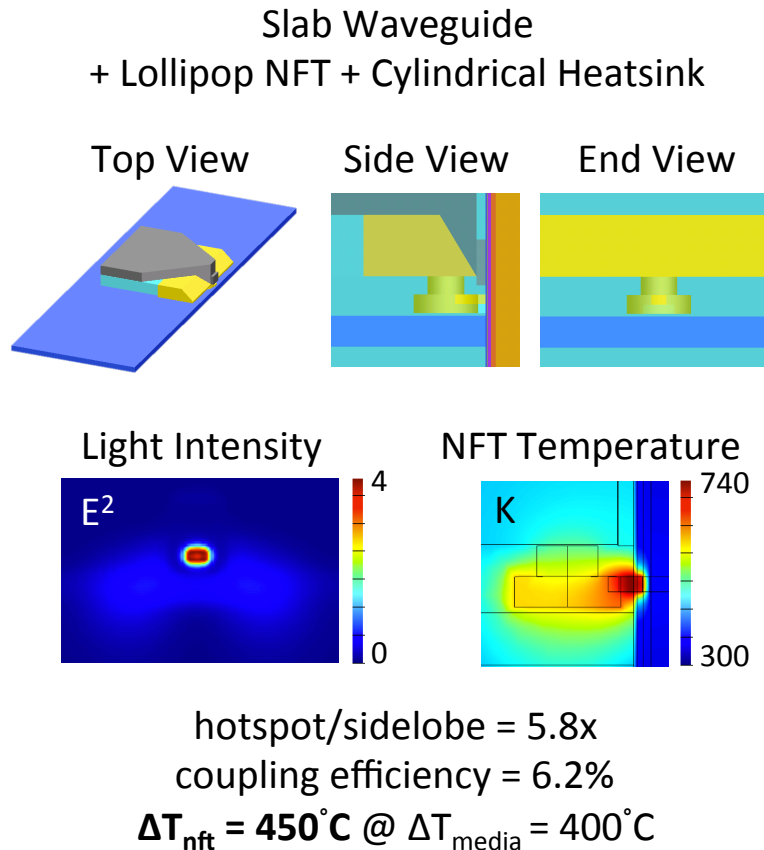 Slab Waveguide
+ Lollipop NFT + Cylindrical Heatsink
Top View
Side View
End View
Light Intensity
NFT Temperature
E²
4
0
K
740
300
hotspot/sidelobe = 5.8x
coupling efficiency = 6.2%
ΔTnft = 450°C @ ΔTmedia = 400°C